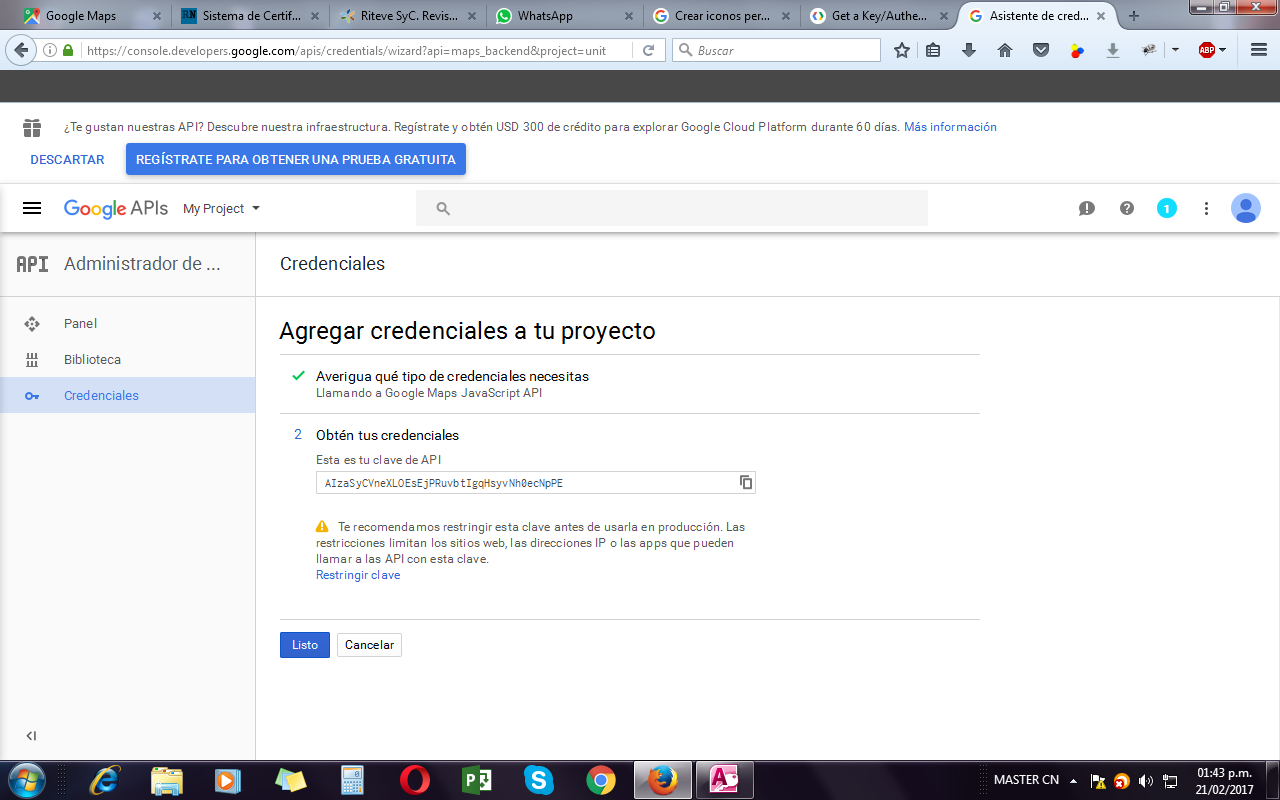 Google Maps
Sistema de Certif...
Riteve SyC. Revis...
WhatsApp
Crear iconos per...
Get a Key/Authe...
Asistente de cred...
https://console.developers.google.com/apis/credentials/wizard?api=maps_backend&project=unit
Buscar
ABP
¿Te gustan nuestras API? Descubre nuestra infraestructura. Regístrate y obtén USD 300 de crédito para explorar Google Cloud Platform durante 60 días. Más información
DESCARTAR
REGÍSTRATE PARA OBTENER UNA PRUEBA GRATUITA
Google APIs
My Project
1
API Administrador de ...
Credenciales
Panel
Biblioteca
Credenciales
Agregar credenciales a tu proyecto
Averigua qué tipo de credenciales necesitas
Llamando a Google Maps JavaScript API
2 Obtén tus credenciales
Esta es tu clave de API
AIzaSyCVneXLOEsEjPRuvbtIgqHsyvNh0ecNpPE
Te recomendamos restringir esta clave antes de usarla en producción. Las
restricciones limitan los sitios web, las direcciones IP o las apps que pueden
llamar a las API con esta clave.
Restringir clave
Listo
Cancelar
MASTER CN
01:43 p.m.
21/02/2017